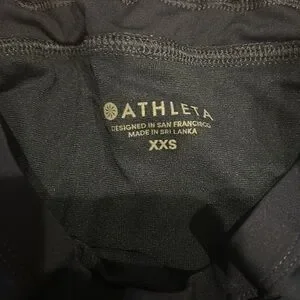 ATHLETA
DESIGNED IN SAN FRANCISCO
MADE IN SRI LANKA
XXS